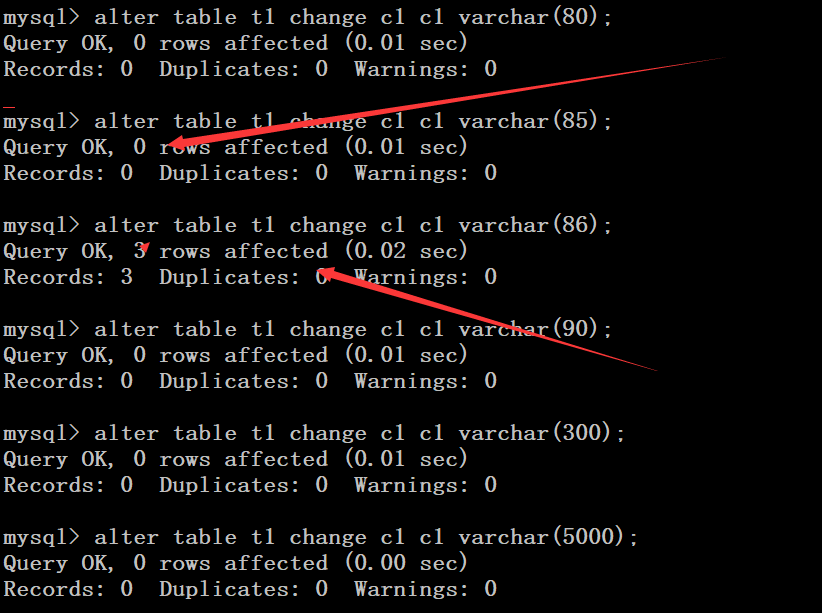 mysql> alter table t1 change c1 c1 varchar(80);
Query OK, 0 rows affected (0.01 sec)
Records: 0  Duplicates: 0  Warnings: 0
mysql> alter table t1 change c1 c1 varchar(85);
Query OK, 0 rows affected (0.01 sec)
Records: 0  Duplicates: 0  Warnings: 0
mysql> alter table t1 change c1 c1 varchar(86);
Query OK, 3 rows affected (0.02 sec)
Records: 3  Duplicates: 0  Warnings: 0
mysql> alter table t1 change c1 c1 varchar(90);
Query OK, 0 rows affected (0.01 sec)
Records: 0  Duplicates: 0  Warnings: 0
mysql> alter table t1 change c1 c1 varchar(300);
Query OK, 0 rows affected (0.01 sec)
Records: 0  Duplicates: 0  Warnings: 0
mysql> alter table t1 change c1 c1 varchar(5000);
Query OK, 0 rows affected (0.00 sec)
Records: 0  Duplicates: 0  Warnings: 0